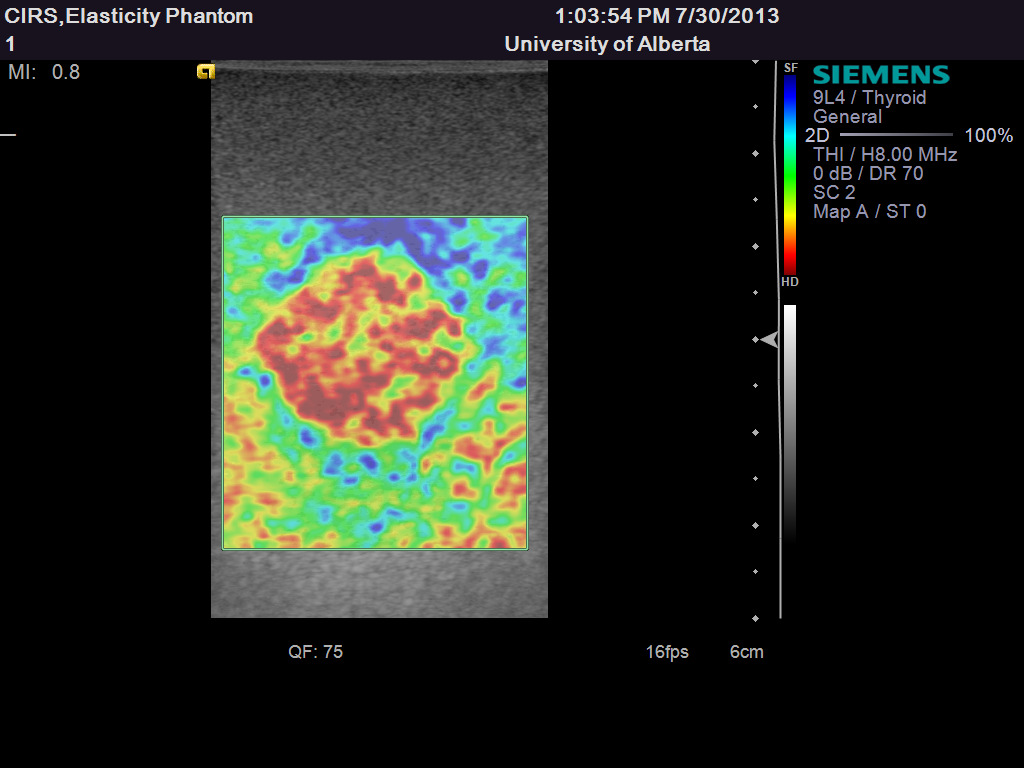 CIRS,Elasticity Phantom
1:03:54 PM 7/30/2013
1
University of Alberta
MI: 0.8
SF
SIEMENS
9L4 / Thyroid
General
2D 100%
THI / H8.00 MHz
0 dB / DR 70
SC 2
Map A / ST 0
HD
QF: 75
16fps
6cm